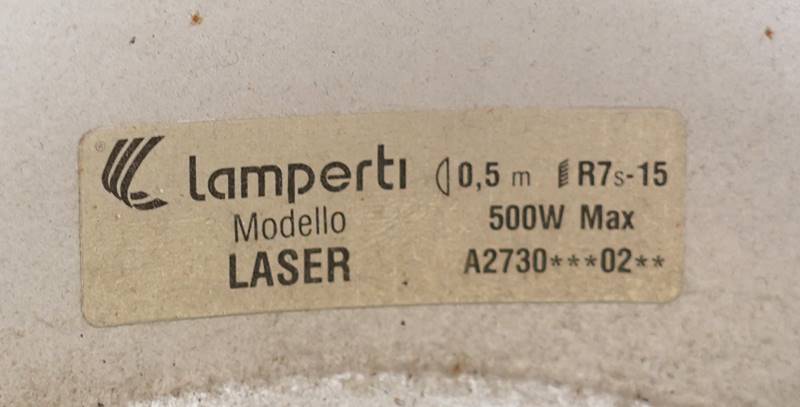 ® Lamperti 0,5 m R7s-15
Modello 500W Max
LASER A2730***02**